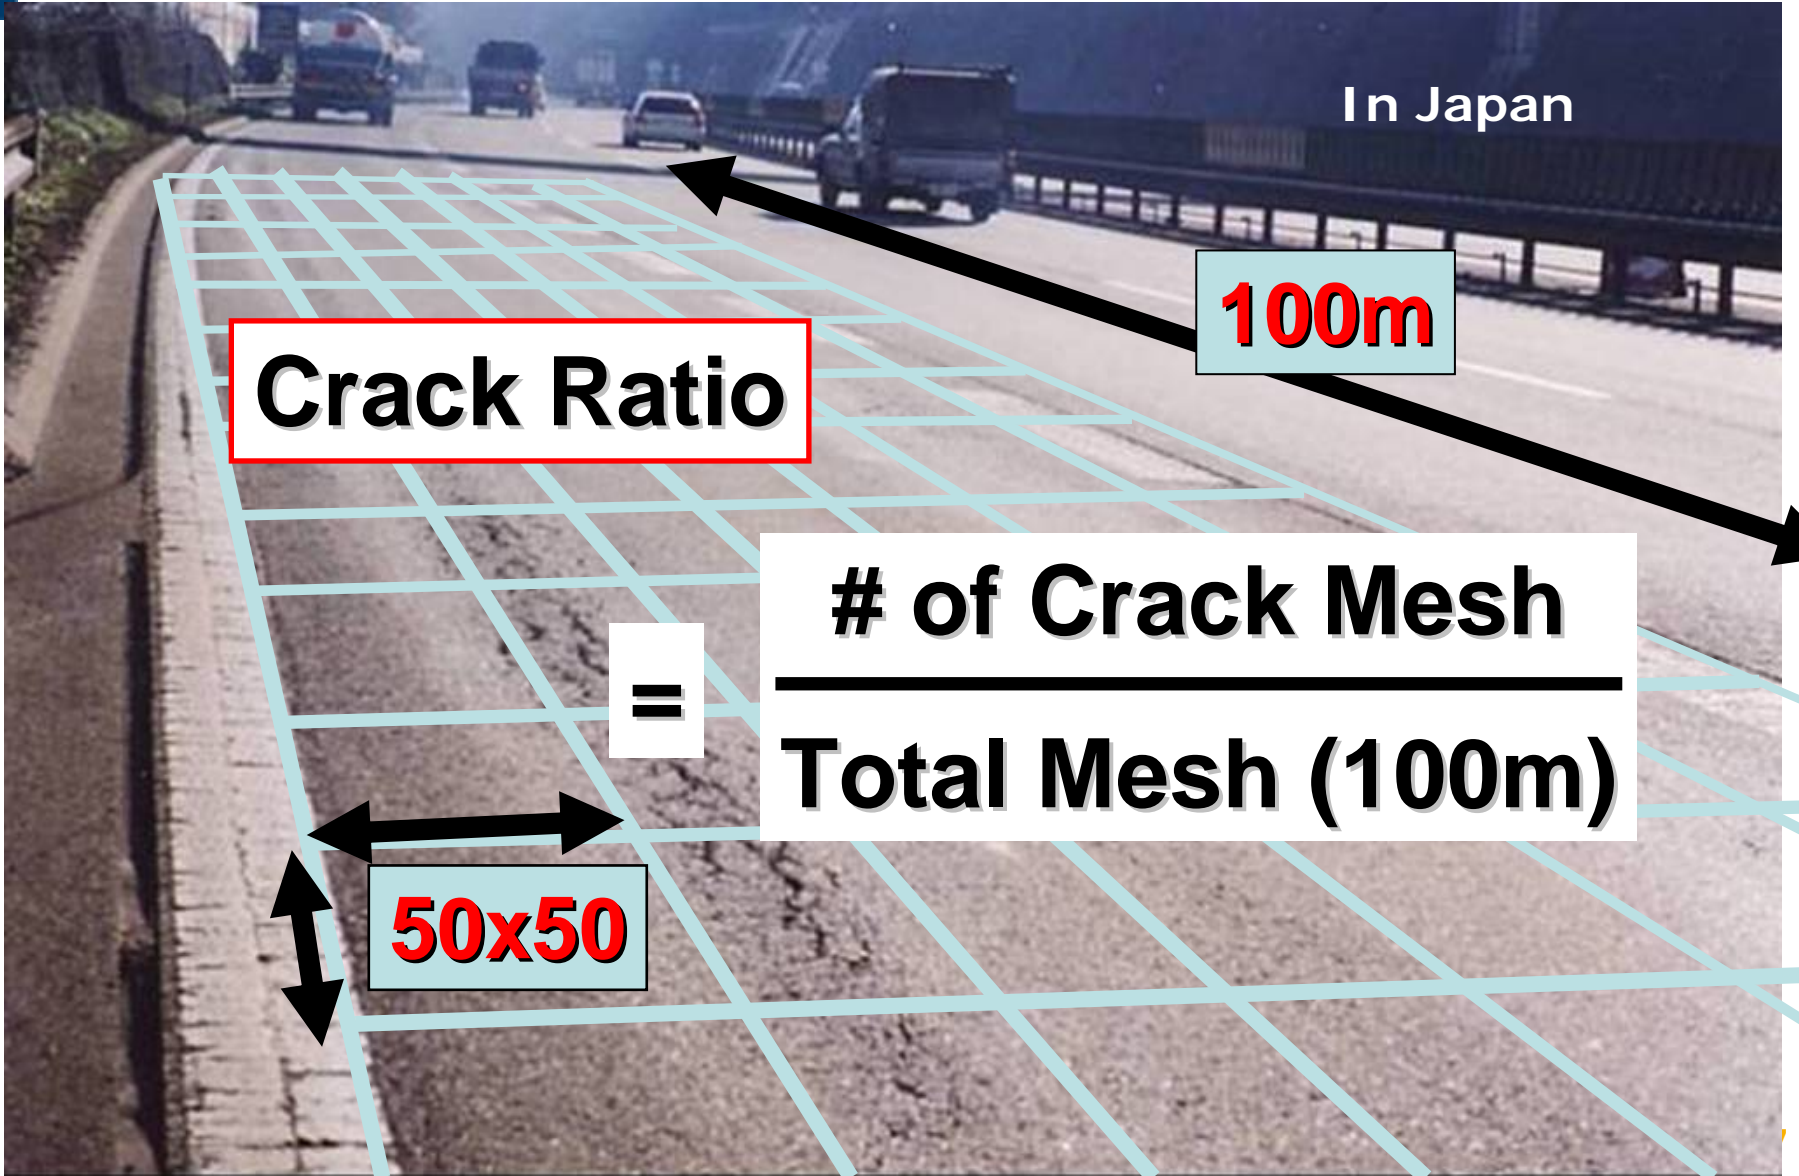 In Japan
100m
Crack Ratio
# of Crack Mesh
=
Total Mesh (100m)
50x50